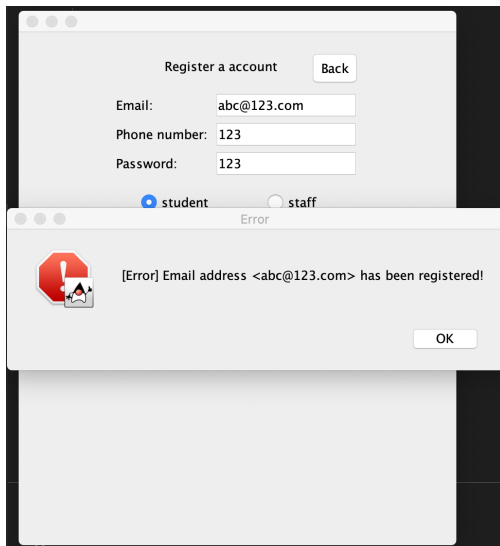 Register a account
Back
Email: abc@123.com
Phone number: 123
Password: 123
student staff
Error
[Error] Email address <abc@123.com> has been registered!
OK